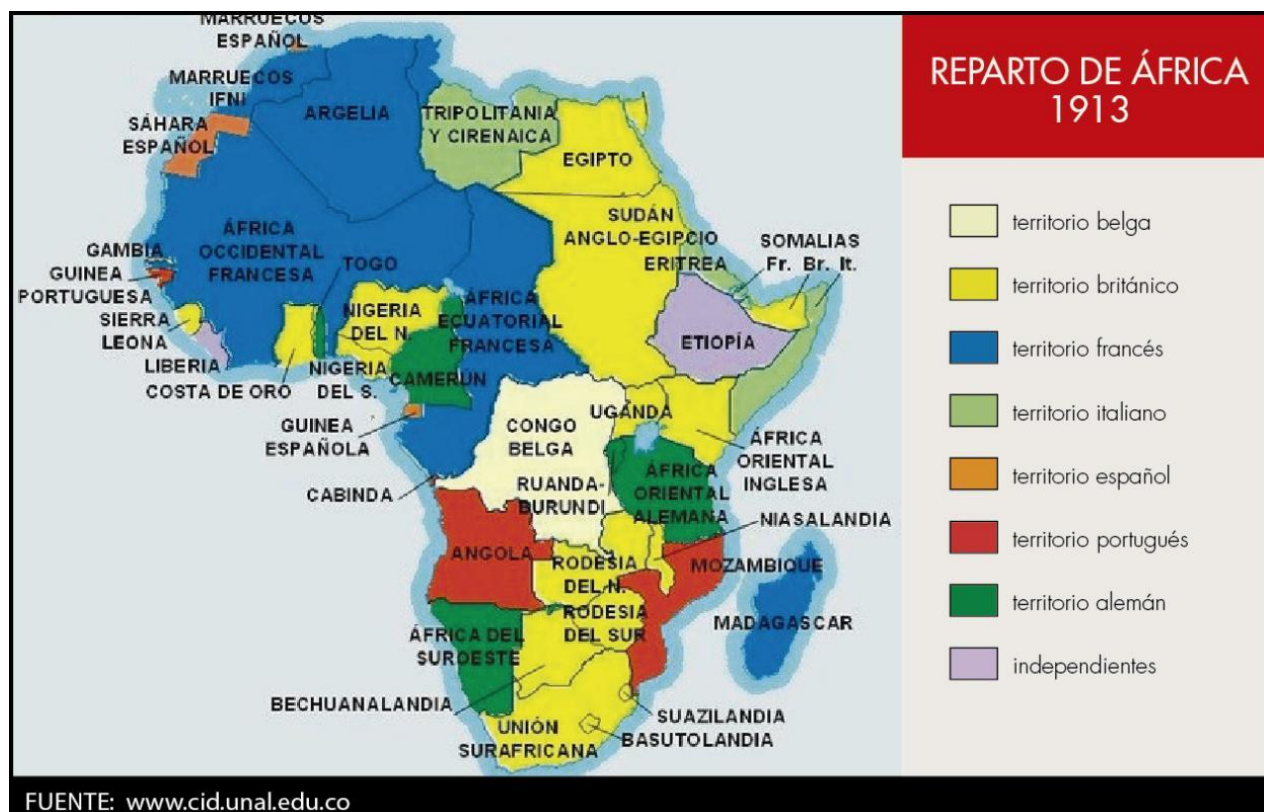 MARRUECOS
ESPAÑOL
MARRUECOS
IFNI
SÁHARA
ESPAÑOL
ARGELIA
TRIPOLITANIA
Y CIRENAICA
EGIPTO
ÁFRICA
OCCIDENTAL
FRANCESA
SUDÁN
ANGLO-EGIPCIO
ERITREA
SOMALIAS
Fr. Br. It.
GAMBIA
GUINEA
PORTUGUESA
SIERRA
LEONA
LIBERIA
COSTA DE ORO
TOGO
NIGERIA
DEL N.
NIGERIA
DEL S.
ÁFRICA
ECUATORIAL
FRANCESA
CAMERÚN
ETIOPÍA
GUINEA
ESPAÑOLA
CONGO
BELGA
UGANDA
ÁFRICA
ORIENTAL
INGLESA
CABINDA
RUANDA-
BURUNDI
ÁFRICA
ORIENTAL
ALEMANA
NIASALANDIA
ANGOLA
RODESIA
DEL N.
MOZAMBIQUE
RODESIA
DEL SUR
MADAGASCAR
ÁFRICA DEL
SUROESTE
BECHUANALANDIA
UNIÓN
SURAFRICANA
SUAZILANDIA
BASUTOLANDIA
REPARTO DE ÁFRICA
1913
territorio belga
territorio británico
territorio francés
territorio italiano
territorio español
territorio portugués
territorio alemán
independientes
FUENTE: www.cid.unal.edu.co